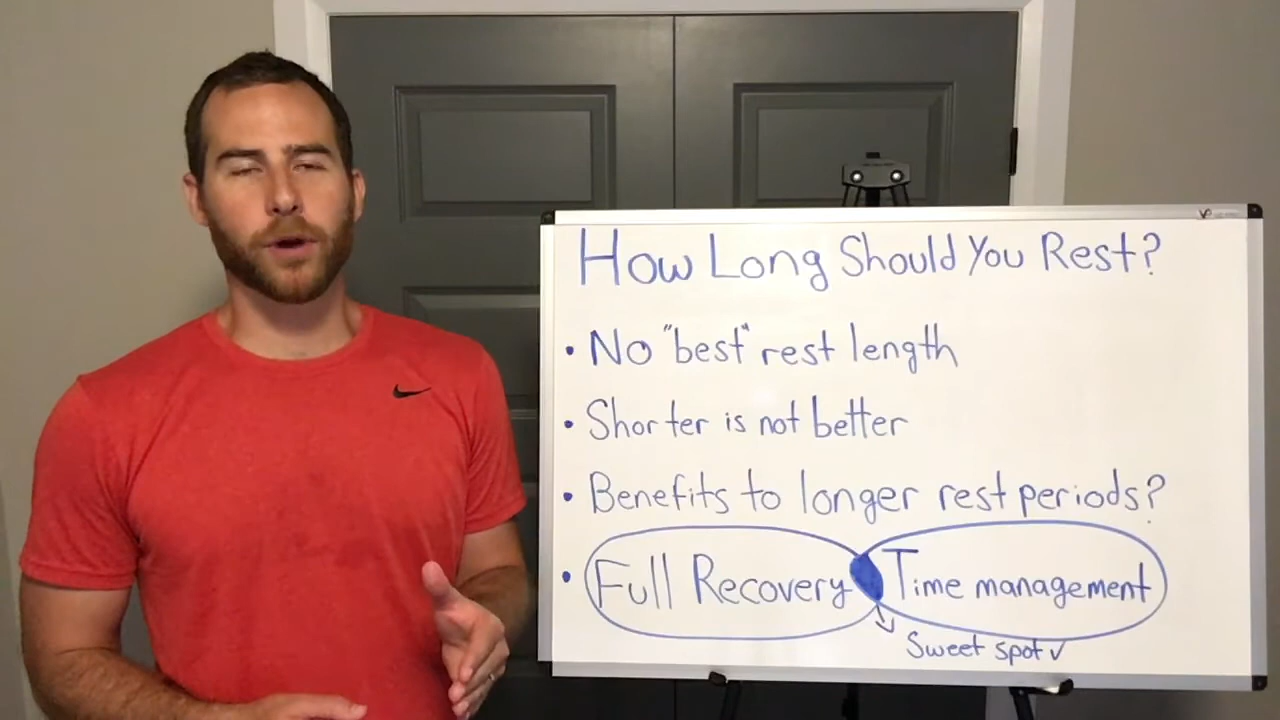 How Long Should You Rest?
• No "best" rest length
• Shorter is not better
• Benefits to longer rest periods?
• Full Recovery Time management
Sweet spot ✓